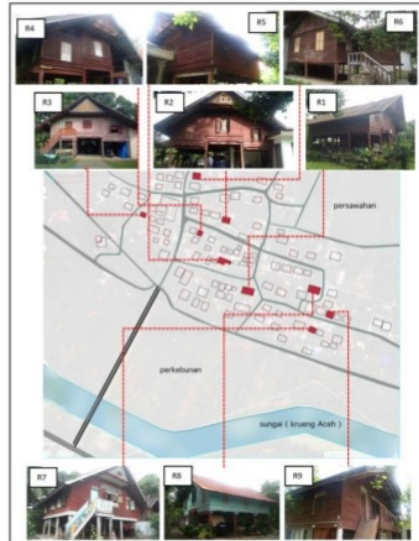 R4
R5
R6
R3
R2
R1
persawahan
perkebunan
sungai ( krueng Aceh )
R7
R8
R9